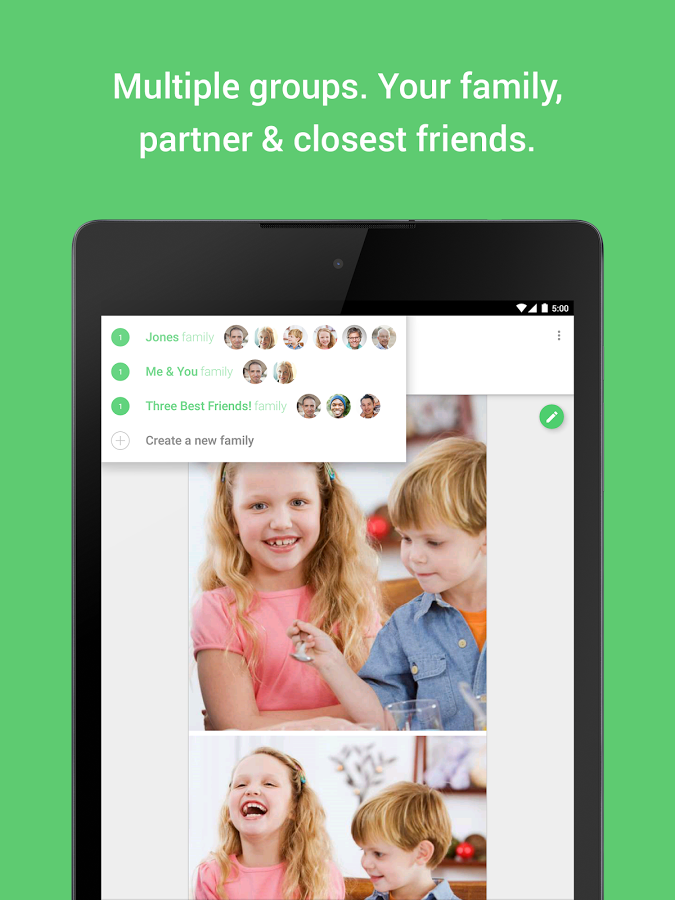 Multiple groups. Your family,
partner & closest friends.
5:00
1 Jones family
1 Me & You family
1 Three Best Friends! family
Create a new family